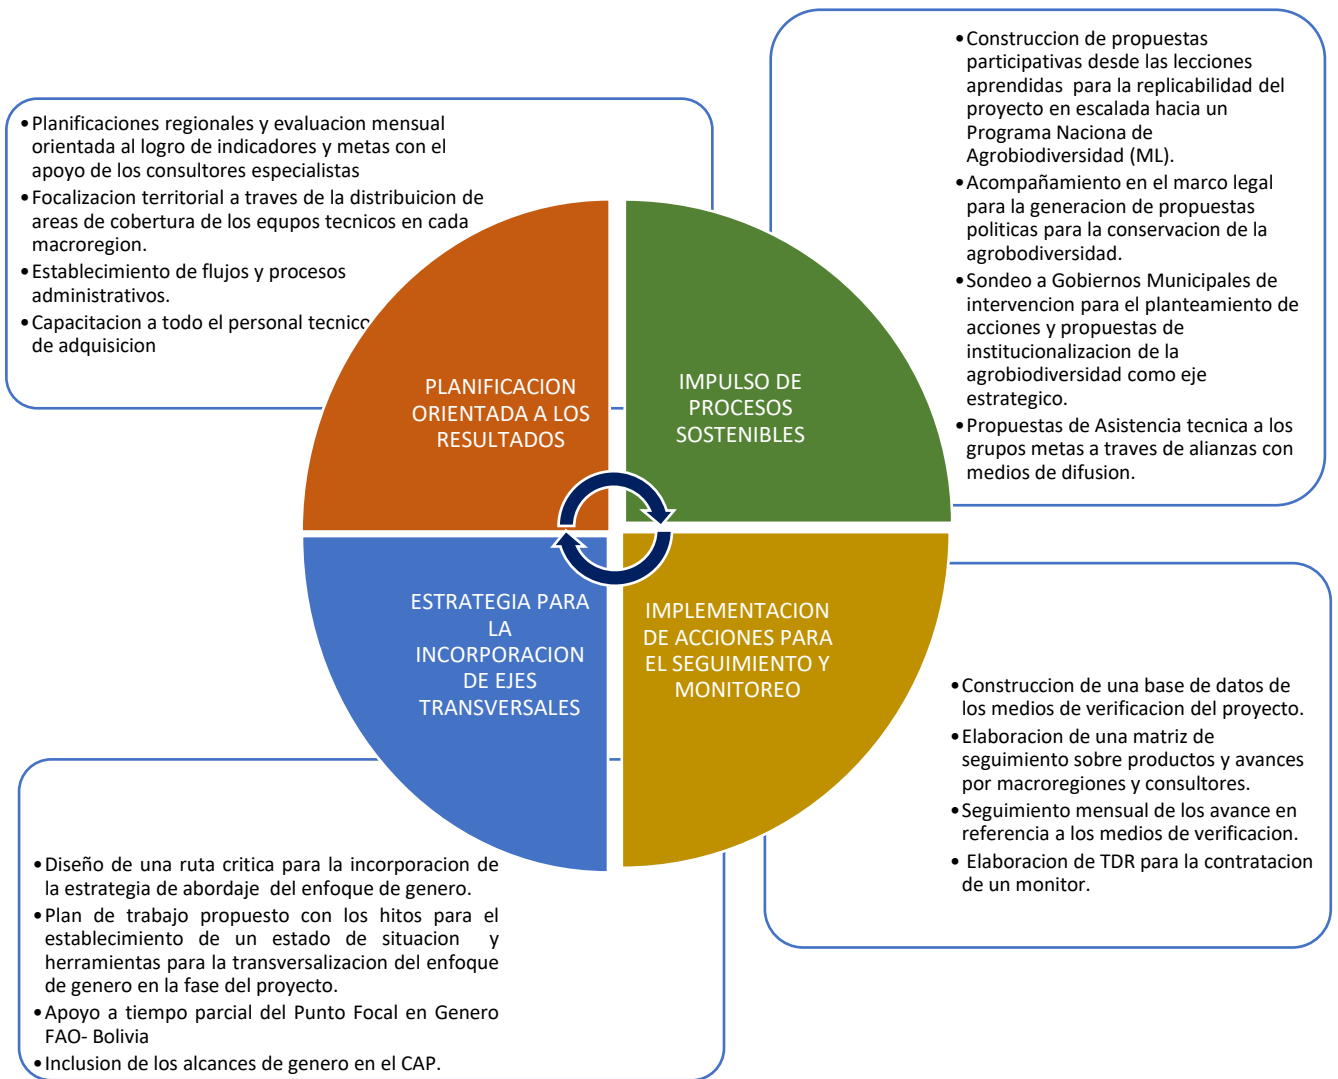 •Planificaciones regionales y evaluacion mensual
orientada al logro de indicadores y metas con el
apoyo de los consultores especialistas
•Focalizacion territorial a traves de la distribuicion de
areas de cobertura de los equpos tecnicos en cada
macroregion.
•Establecimiento de flujos y procesos
administrativos.
•Capacitacion a todo el personal tecnico
de adquisicion
•Construccion de propuestas
participativas desde las lecciones
aprendidas para la replicabilidad del
proyecto en escalada hacia un
Programa Naciona de
Agrobiodiversidad (ML).
•Acompañamiento en el marco legal
para la generacion de propuestas
politicas para la conservacion de la
agrobodiversidad.
•Sondeo a Gobiernos Municipales de
intervencion para el planteamiento de
acciones y propuestas de
institucionalizacion de la
agrobiodiversidad como eje
estrategico.
•Propuestas de Asistencia tecnica a los
grupos metas a traves de alianzas con
medios de difusion.
PLANIFICACION
ORIENTADA A LOS
RESULTADOS
IMPULSO DE
PROCESOS
SOSTENIBLES
ESTRATEGIA PARA
LA
INCORPORACION
DE EJES
TRANSVERSALES
IMPLEMENTACION
DE ACCIONES PARA
EL SEGUIMIENTO Y
MONITOREO
•Diseño de una ruta critica para la incorporacion de
la estrategia de abordaje del enfoque de genero.
•Plan de trabajo propuesto con los hitos para el
establecimiento de un estado de situacion y
herramientas para la transversalizacion del enfoque
de genero en la fase del proyecto.
•Apoyo a tiempo parcial del Punto Focal en Genero
FAO- Bolivia
•Inclusion de los alcances de genero en el CAP.
•Construccion de una base de datos de
los medios de verificacion del proyecto.
•Elaboracion de una matriz de
seguimiento sobre productos y avances
por macroregiones y consultores.
•Seguimiento mensual de los avance en
referencia a los medios de verificacion.
• Elaboracion de TDR para la contratacion
de un monitor.